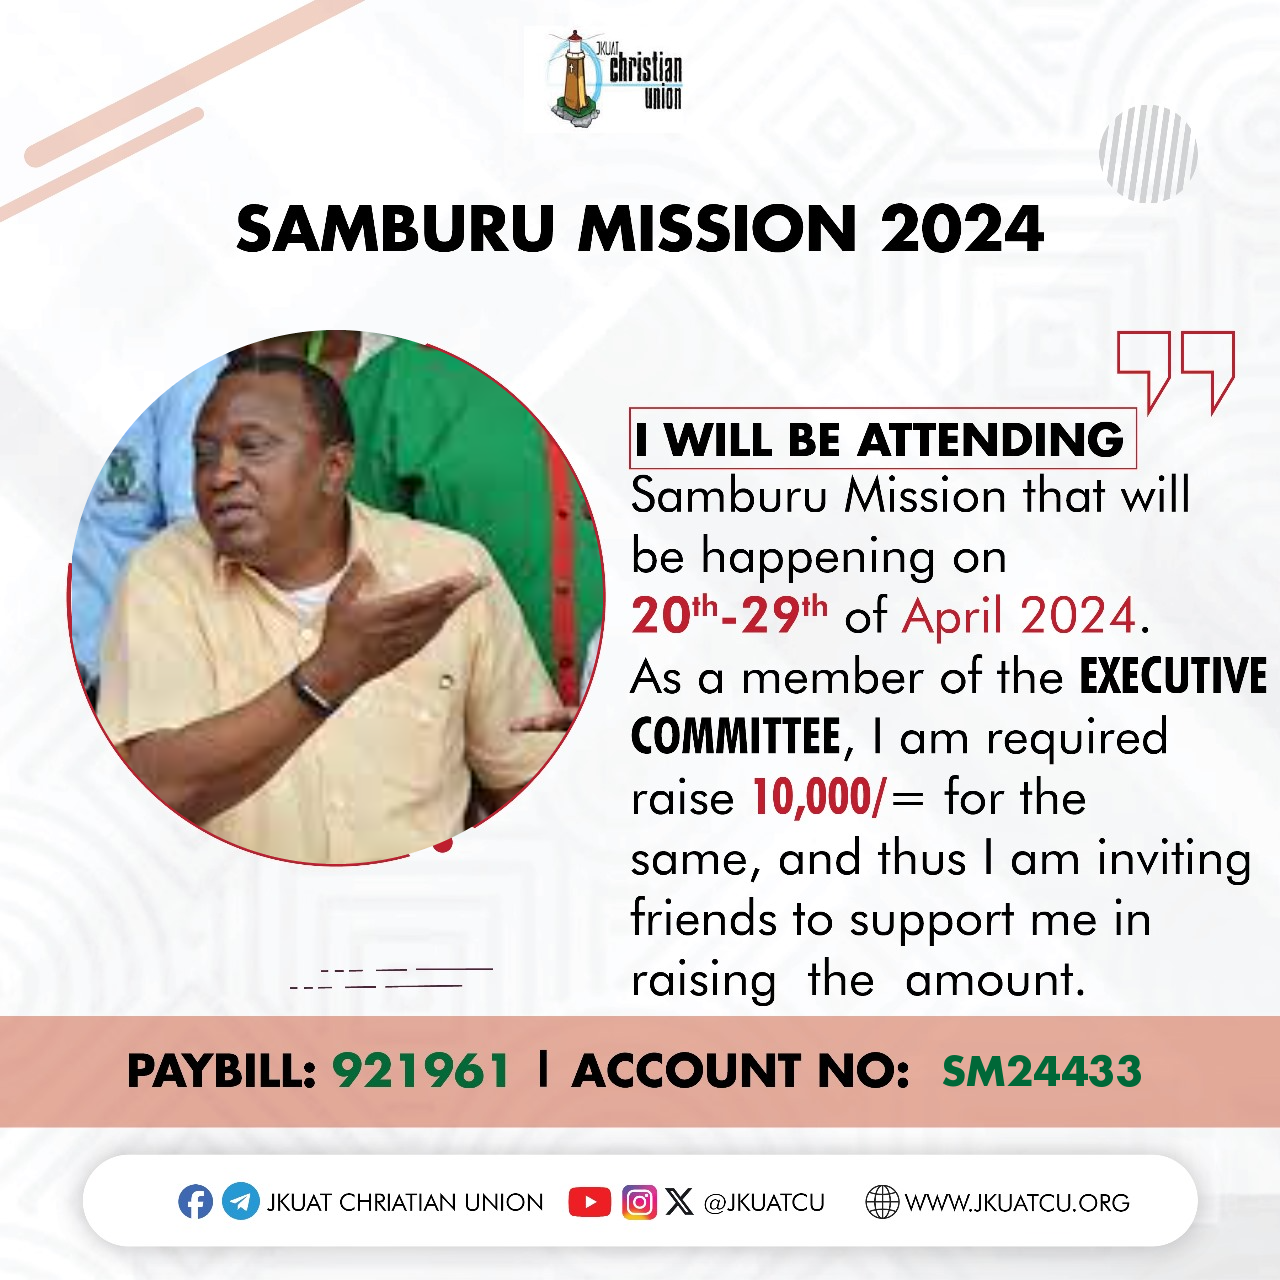 JKUAT
christian
union
SAMBURU MISSION 2024
I WILL BE ATTENDING
Samburu Mission that will
be happening on
20th-29th of April 2024.
As a member of the EXECUTIVE
COMMITTEE, I am required
raise 10,000/= for the
same, and thus I am inviting
friends to support me in
raising the amount.
PAYBILL: 921961 | ACCOUNT NO: SM24433
JKUAT CHRIATIAN UNION @JKUATCU WWW.JKUATCU.ORG